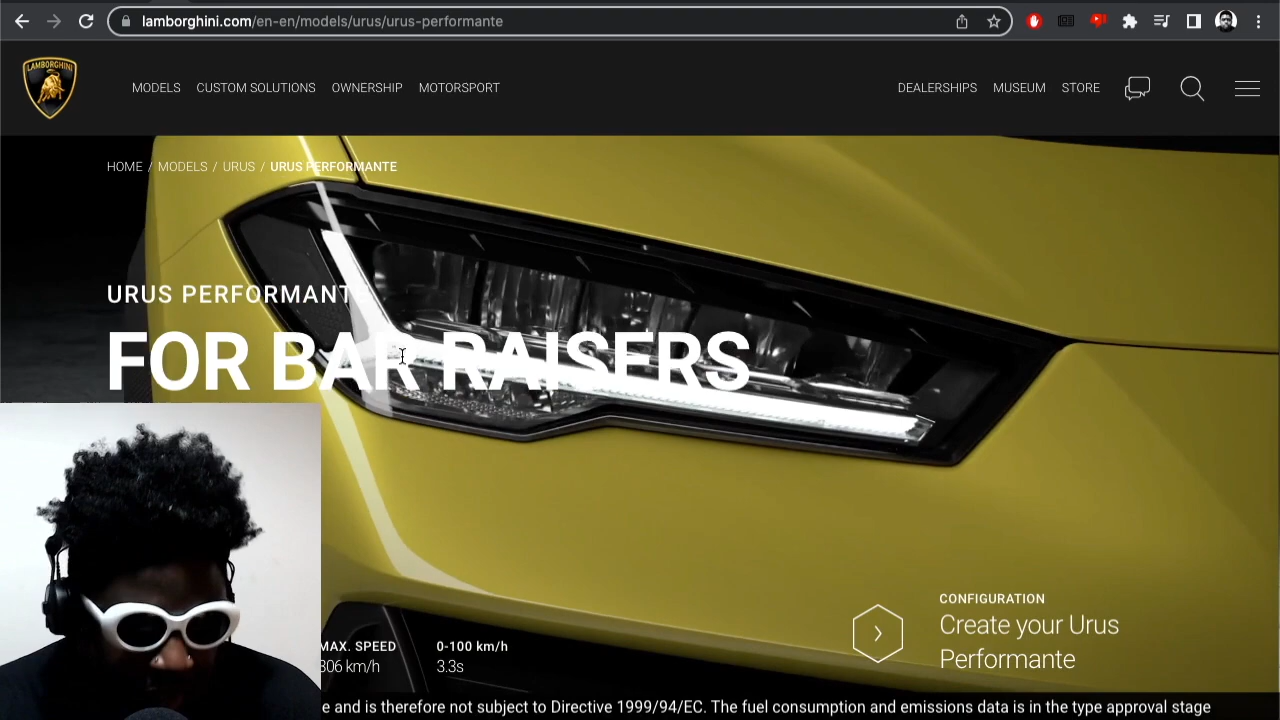 lamborghini.com/en-en/models/urus/urus-performante
LAMBORGHINI
MODELS CUSTOM SOLUTIONS OWNERSHIP MOTORSPORT
DEALERSHIPS MUSEUM STORE
HOME / MODELS / URUS / URUS PERFORMANTE
URUS PERFORMANTE
FOR BAR RAISERS
MAX. SPEED
306 km/h
0-100 km/h
3.3s
CONFIGURATION
Create your Urus
Performante
e and is therefore not subject to Directive 1999/94/EC. The fuel consumption and emissions data is in the type approval stage